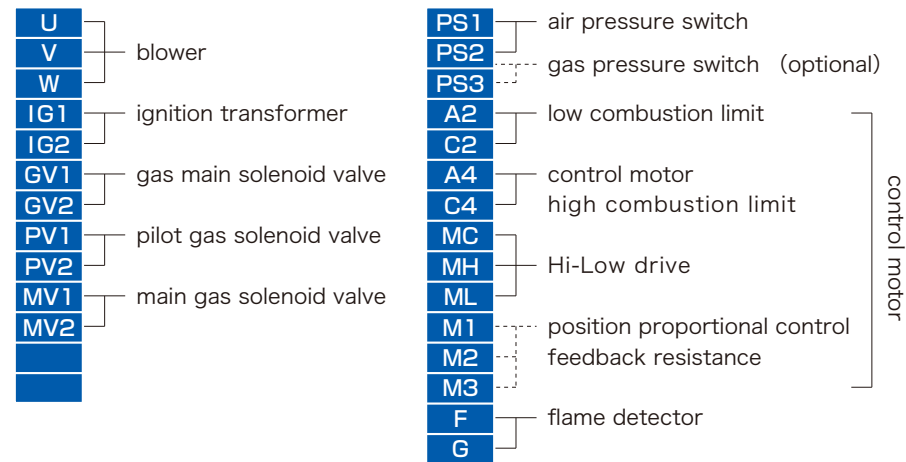 U
V
blower
W
IG1
ignition transformer
IG2
GV1
gas main solenoid valve
GV2
PV1
pilot gas solenoid valve
PV2
MV1
main gas solenoid valve
MV2
PS1
air pressure switch
PS2
gas pressure switch (optional)
PS3
A2
low combustion limit
C2
A4
control motor
C4
high combustion limit
MC
MH
Hi-Low drive
ML
M1
position proportional control
M2
feedback resistance
M3
F
flame detector
G
control motor